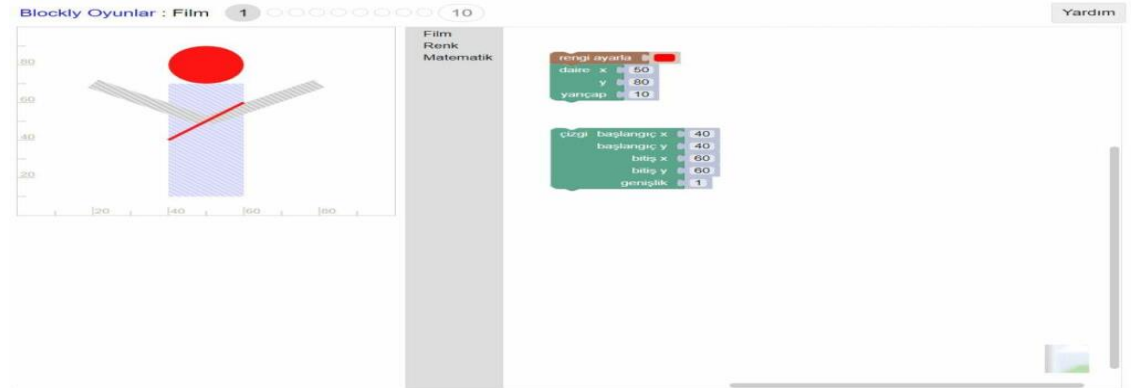 Blockly Oyunlar : Film 1 10
Yardım
80
60
40
20
20 40 60 80
Film
Renk
Matematik
rengi ayarla
daire x 50
y 80
yarıçap 10
çizgi başlangıç x 40
başlangıç y 40
bitiş x 60
bitiş y 60
genişlik 1